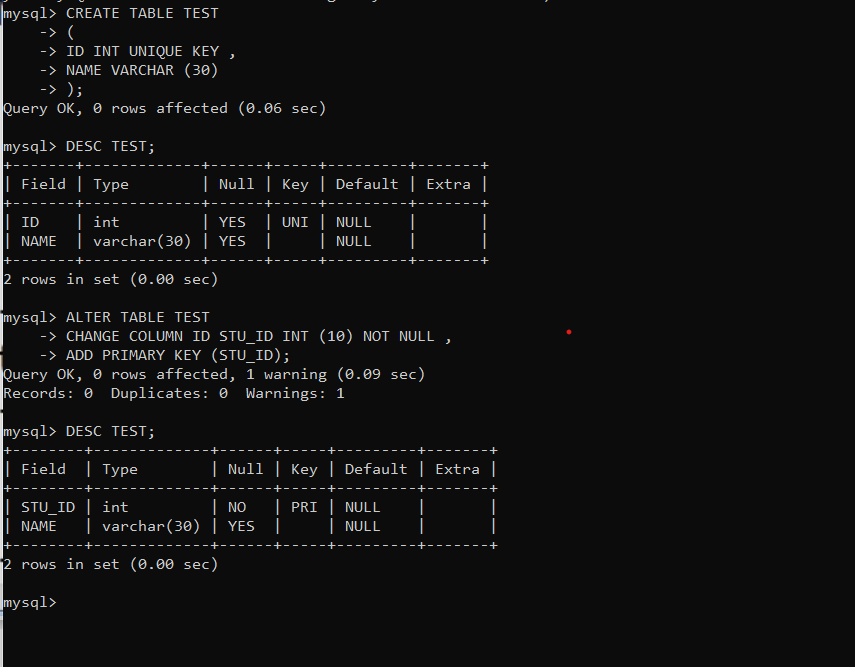 mysql> CREATE TABLE TEST
    -> (
    -> ID INT UNIQUE KEY ,
    -> NAME VARCHAR (30)
    -> );
Query OK, 0 rows affected (0.06 sec)

mysql> DESC TEST;
+-------+-------------+------+-----+---------+-------+
| Field | Type        | Null | Key | Default | Extra |
+-------+-------------+------+-----+---------+-------+
| ID    | int         | YES  | UNI | NULL    |       |
| NAME  | varchar(30) | YES  |     | NULL    |       |
+-------+-------------+------+-----+---------+-------+
2 rows in set (0.00 sec)

mysql> ALTER TABLE TEST
    -> CHANGE COLUMN ID STU_ID INT (10) NOT NULL ,
    -> ADD PRIMARY KEY (STU_ID);
Query OK, 0 rows affected, 1 warning (0.09 sec)
Records: 0  Duplicates: 0  Warnings: 1

mysql> DESC TEST;
+--------+-------------+------+-----+---------+-------+
| Field  | Type        | Null | Key | Default | Extra |
+--------+-------------+------+-----+---------+-------+
| STU_ID | int         | NO   | PRI | NULL    |       |
| NAME   | varchar(30) | YES  |     | NULL    |       |
+--------+-------------+------+-----+---------+-------+
2 rows in set (0.00 sec)

mysql>